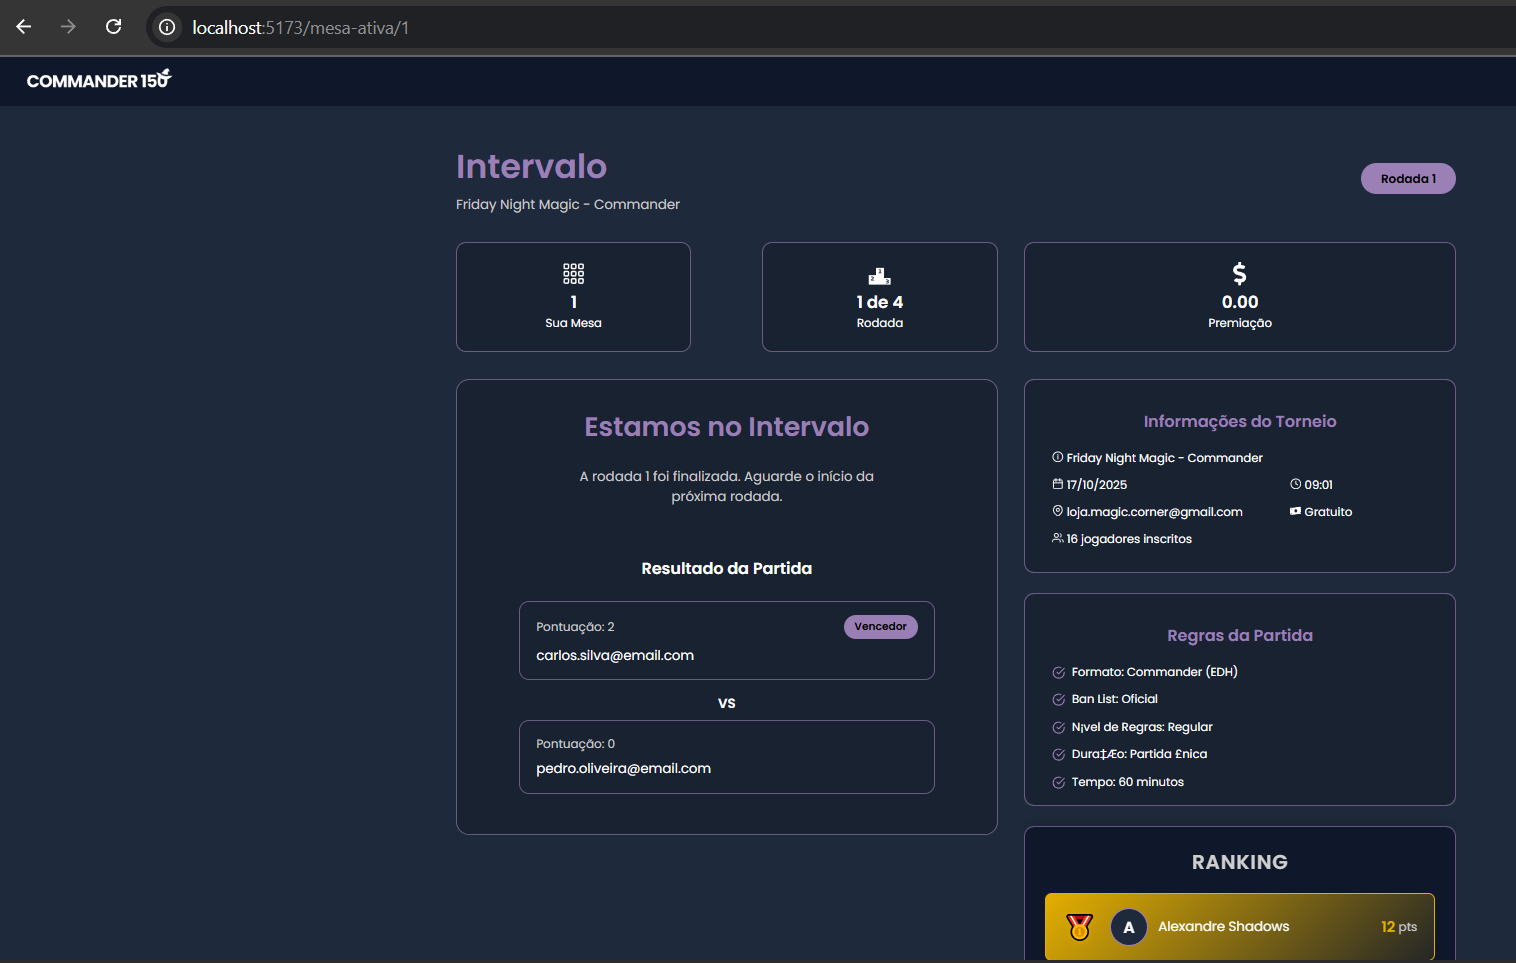 localhost:5173/mesa-ativa/1
COMMANDER 150
Intervalo
Friday Night Magic - Commander
Rodada 1
1
Sua Mesa
1 de 4
Rodada
0.00
Premiação
Estamos no Intervalo
A rodada 1 foi finalizada. Aguarde o início da
próxima rodada.
Resultado da Partida
Pontuação: 2
Vencedor
carlos.silva@email.com
VS
Pontuação: 0
pedro.oliveira@email.com
Informações do Torneio
Friday Night Magic - Commander
17/10/2025
09:01
loja.magic.corner@gmail.com
Gratuito
16 jogadores inscritos
Regras da Partida
Formato: Commander (EDH)
Ban List: Oficial
N¡vel de Regras: Regular
Dura‡Æo: Partida £nica
Tempo: 60 minutos
RANKING
A
Alexandre Shadows
12 pts